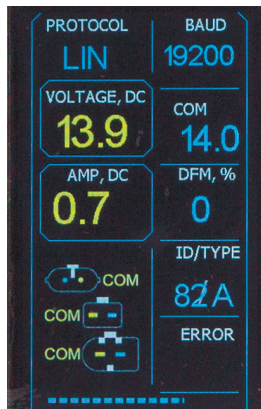 PROTOCOL BAUD
LIN 19200
VOLTAGE, DC COM
13.9 14.0
AMP, DC DFM, %
0.7 0
ID/TYPE
82 A
COM
COM
ERROR
COM